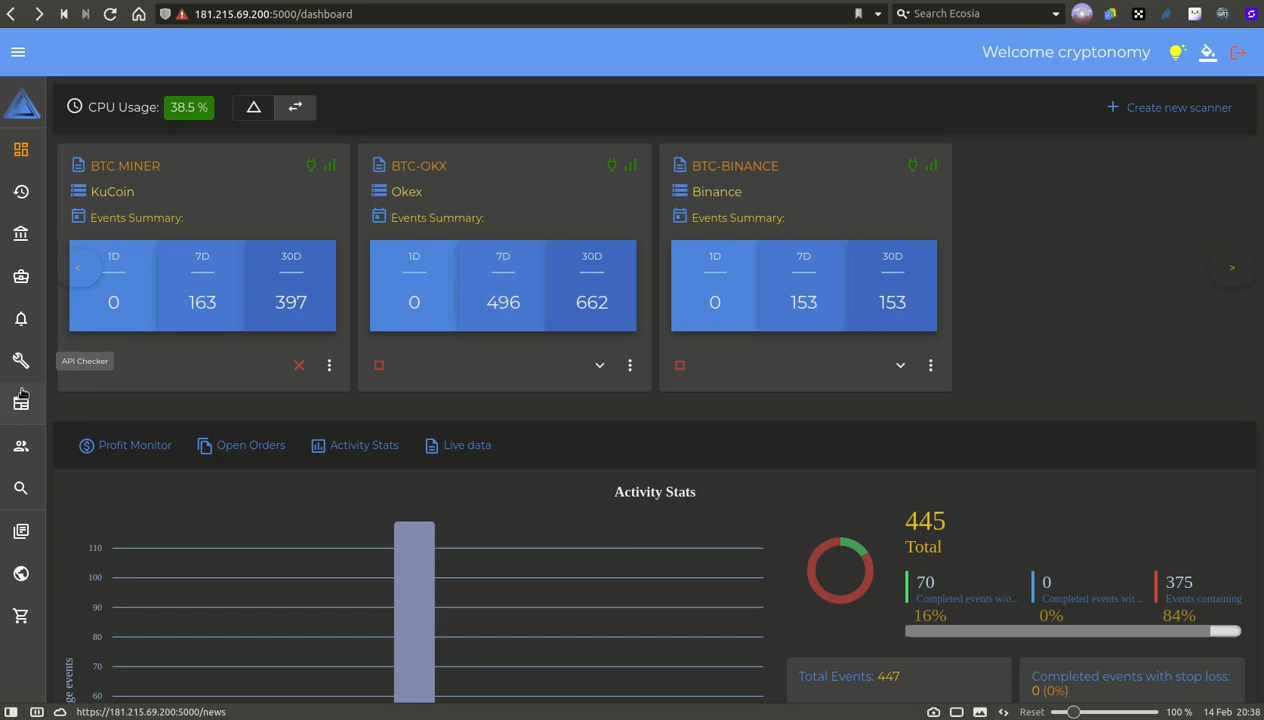 181.215.69.200:5000/dashboard
Search Ecosia
Welcome cryptonomy
CPU Usage: 38.5 %
Create new scanner
BTC MINER
KuCoin
Events Summary:
1D 7D 30D
0 163 397
BTC-OKX
Okex
Events Summary:
1D 7D 30D
0 496 662
BTC-BINANCE
Binance
Events Summary:
1D 7D 30D
0 153 153
<
>
API Checker
Profit Monitor Open Orders Activity Stats Live data
Activity Stats
110
100
90
80
70
60
ge events
445
Total
70
Completed events w/o...
16%
0
Completed events wit...
0%
375
Events containing
84%
Total Events: 447
Completed events with stop loss:
0 (0%)
https://181.215.69.200:5000/news
Reset 100 % 14 Feb 20:38